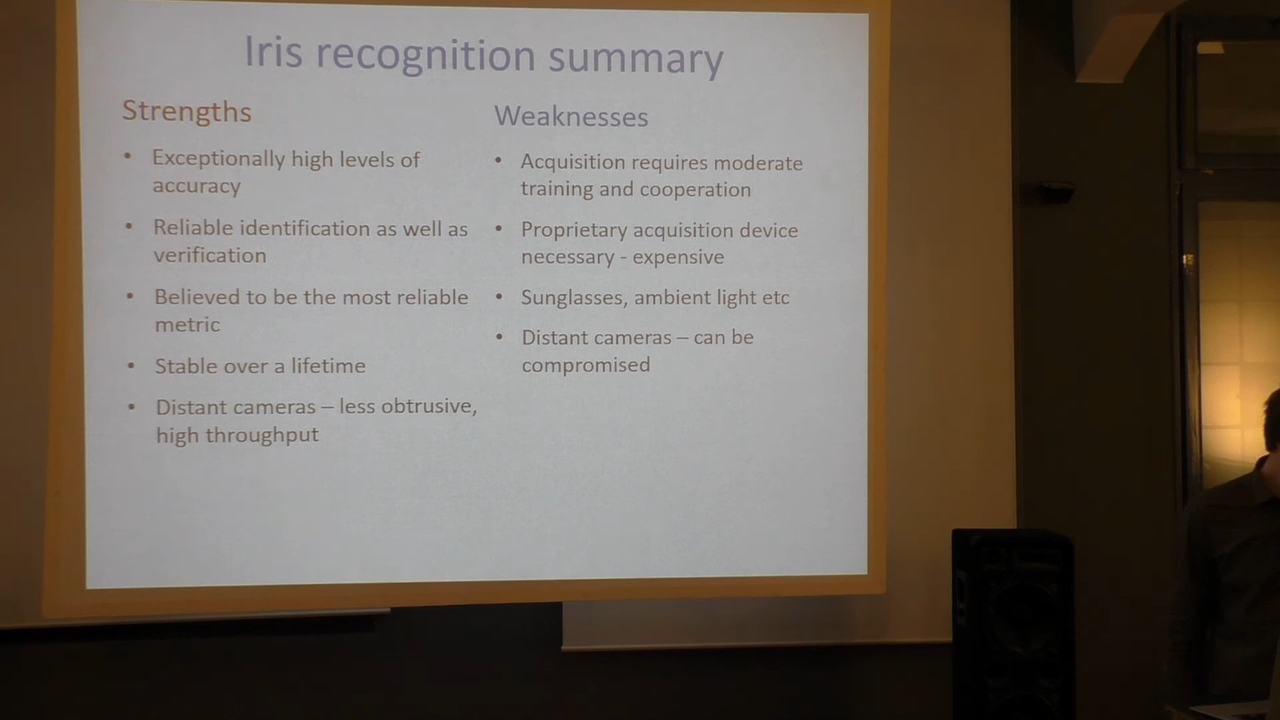 Iris recognition summary
Strengths
• Exceptionally high levels of
accuracy
• Reliable identification as well as
verification
• Believed to be the most reliable
metric
• Stable over a lifetime
• Distant cameras – less obtrusive,
high throughput
Weaknesses
• Acquisition requires moderate
training and cooperation
• Proprietary acquisition device
necessary - expensive
• Sunglasses, ambient light etc
• Distant cameras – can be
compromised